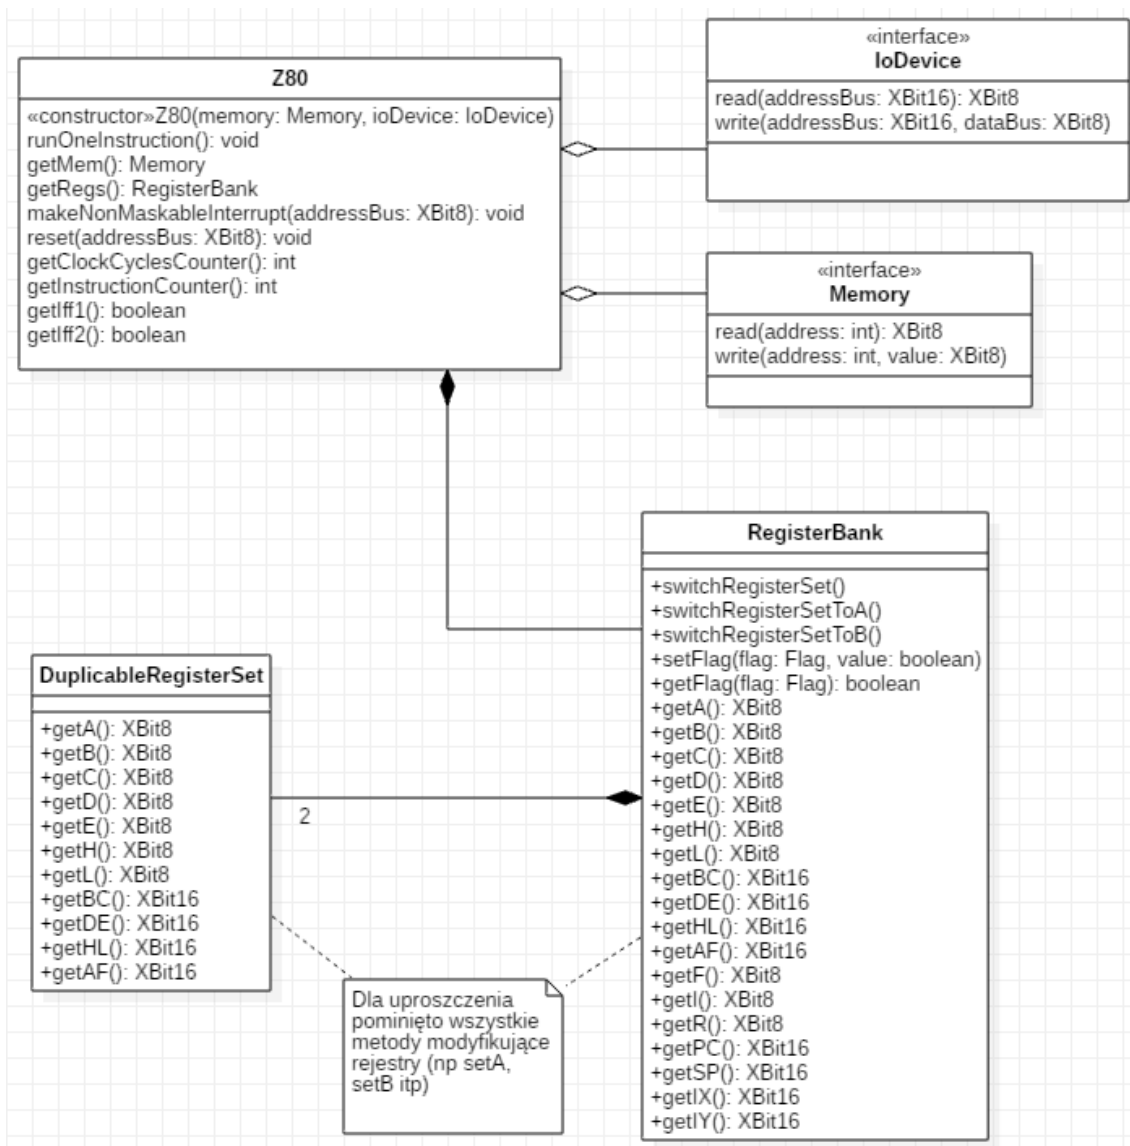 Z80
«constructor»Z80(memory: Memory, ioDevice: IoDevice)
runOneInstruction(): void
getMem(): Memory
getRegs(): RegisterBank
makeNonMaskableInterrupt(addressBus: XBit8): void
reset(addressBus: XBit8): void
getClockCyclesCounter(): int
getInstructionCounter(): int
getIff1(): boolean
getIff2(): boolean
«interface»
IoDevice
read(addressBus: XBit16): XBit8
write(addressBus: XBit16, dataBus: XBit8)
«interface»
Memory
read(address: int): XBit8
write(address: int, value: XBit8)
RegisterBank
+switchRegisterSet()
+switchRegisterSetToA()
+switchRegisterSetToB()
+setFlag(flag: Flag, value: boolean)
+getFlag(flag: Flag): boolean
+getA(): XBit8
+getB(): XBit8
+getC(): XBit8
+getD(): XBit8
+getE(): XBit8
+getH(): XBit8
+getL(): XBit8
+getBC(): XBit16
+getDE(): XBit16
+getHL(): XBit16
+getAF(): XBit16
+getF(): XBit8
+getI(): XBit8
+getR(): XBit8
+getPC(): XBit16
+getSP(): XBit16
+getIX(): XBit16
+getIY(): XBit16
DuplicableRegisterSet
+getA(): XBit8
+getB(): XBit8
+getC(): XBit8
+getD(): XBit8
+getE(): XBit8
+getH(): XBit8
+getL(): XBit8
+getBC(): XBit16
+getDE(): XBit16
+getHL(): XBit16
+getAF(): XBit16
2
Dla uproszczenia
pominięto wszystkie
metody modyfikujące
rejestry (np setA,
setB itp)